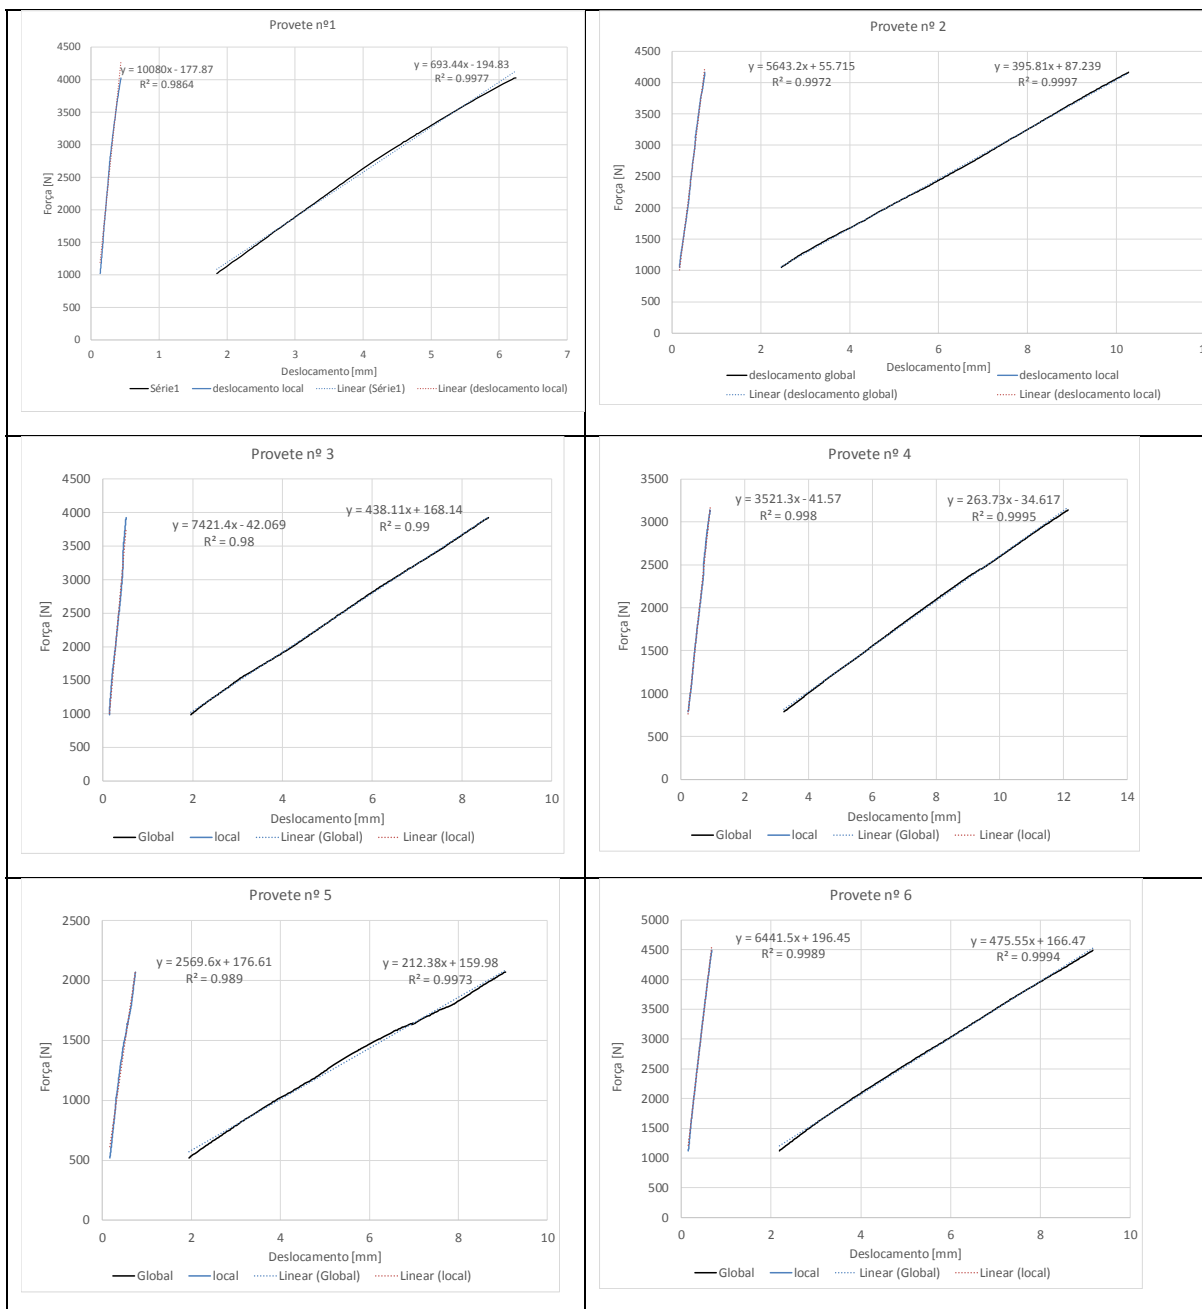 Provete nº1
4500
4000
3500
3000
2500
2000
1500
1000
500
0
Força [N]
y = 10080x - 177.87
R² = 0.9864
y = 693.44x - 194.83
R² = 0.9977
0 1 2 3 4 5 6 7
Deslocamento [mm]
Série1 deslocamento local Linear (Série1) Linear (deslocamento local)
Provete nº 2
4500
4000
3500
3000
2500
2000
1500
1000
500
0
Força [N]
y = 5643.2x + 55.715
R² = 0.9972
y = 395.81x + 87.239
R² = 0.9997
0 2 4 6 8 10
Deslocamento [mm]
deslocamento global deslocamento local
Linear (deslocamento global) Linear (deslocamento local)
Provete nº 3
4500
4000
3500
3000
2500
2000
1500
1000
500
0
Força [N]
y = 7421.4x - 42.069
R² = 0.98
y = 438.11x + 168.14
R² = 0.99
0 2 4 6 8 10
Deslocamento [mm]
Global local Linear (Global) Linear (local)
Provete nº 4
3500
3000
2500
2000
1500
1000
500
0
Força [N]
y = 3521.3x - 41.57
R² = 0.998
y = 263.73x - 34.617
R² = 0.9995
0 2 4 6 8 10 12 14
Deslocamento [mm]
Global local Linear (Global) Linear (local)
Provete nº 5
2500
2000
1500
1000
500
0
Força [N]
y = 2569.6x + 176.61
R² = 0.989
y = 212.38x + 159.98
R² = 0.9973
0 2 4 6 8 10
Deslocamento [mm]
Global local Linear (Global) Linear (local)
Provete nº 6
5000
4500
4000
3500
3000
2500
2000
1500
1000
500
0
Força [N]
y = 6441.5x + 196.45
R² = 0.9989
y = 475.55x + 166.47
R² = 0.9994
0 2 4 6 8 10
Deslocamento [mm]
Global local Linear (Global) Linear (local)